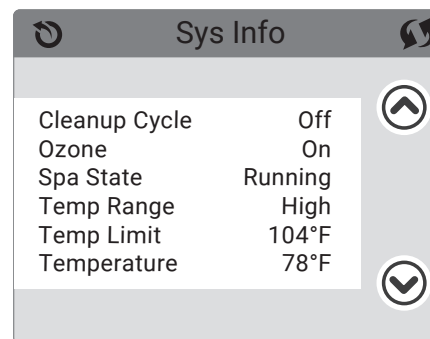 Sys Info
Cleanup Cycle Off
Ozone On
Spa State Running
Temp Range High
Temp Limit 104°F
Temperature 78°F